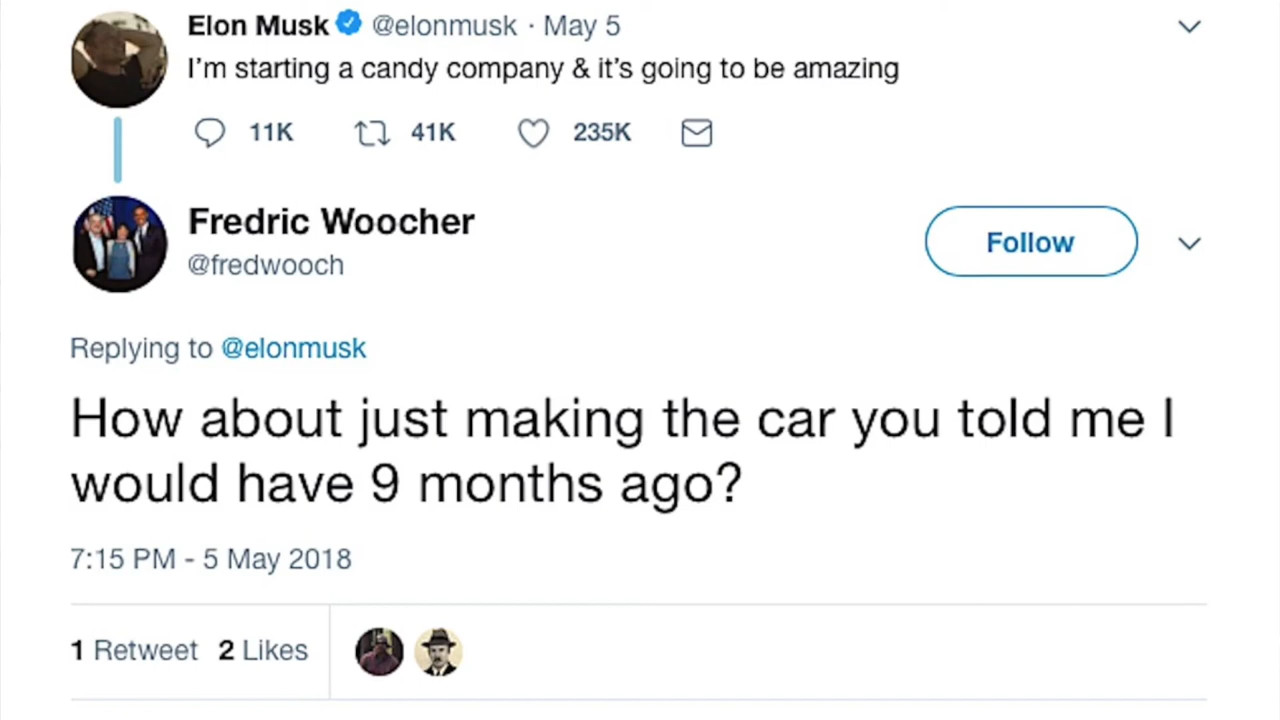 Elon Musk @elonmusk · May 5
I'm starting a candy company & it's going to be amazing
11K 41K 235K
Fredric Woocher
@fredwooch
Follow
Replying to @elonmusk
How about just making the car you told me I
would have 9 months ago?
7:15 PM - 5 May 2018
1 Retweet 2 Likes